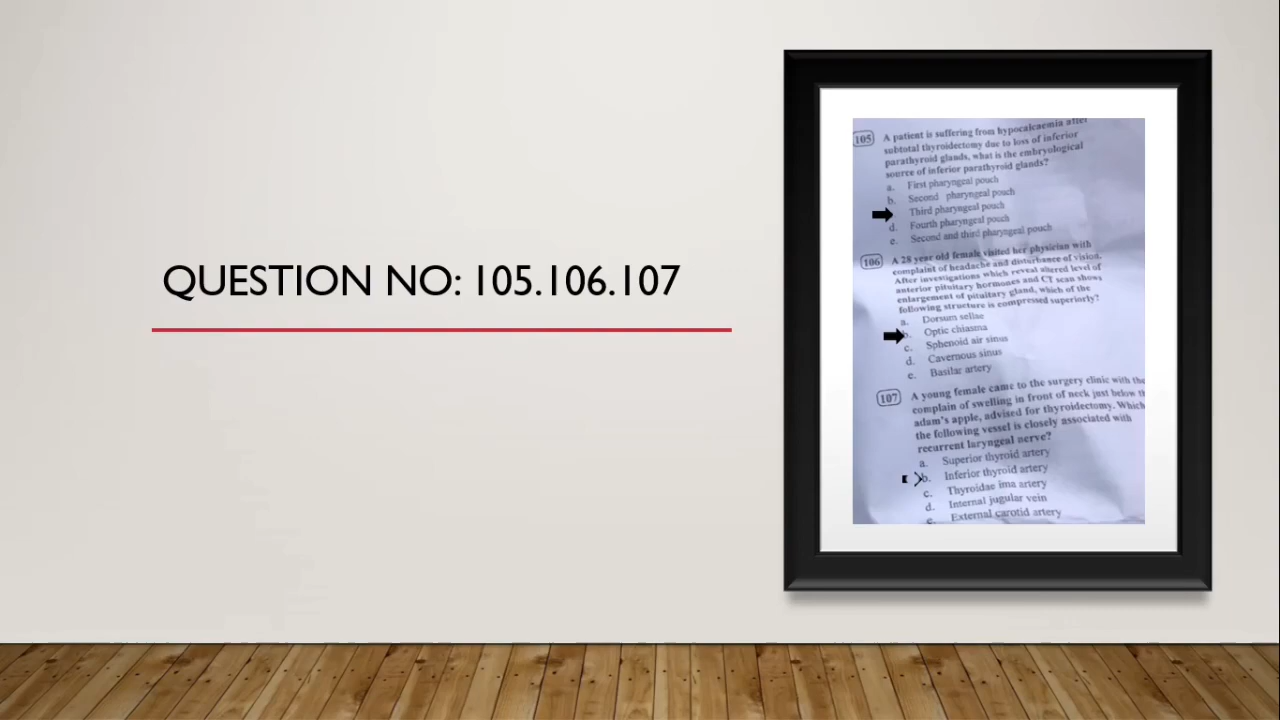 QUESTION NO: 105.106.107
105 A patient is suffering from hypocalcaemia after
subtotal thyroidectomy due to loss of inferior
parathyroid glands, what is the embryological
source of inferior parathyroid glands?
a. First pharyngeal pouch
b. Second pharyngeal pouch
Third pharyngeal pouch
d. Fourth pharyngeal pouch
e. Second and third pharyngeal pouch
106 A 28 year old female visited her physician with
complaint of headache and disturbance of vision.
After investigations which reveal altered level of
anterior pituitary hormones and CT scan shows
enlargement of pituitary gland, which of the
following structure is compressed superiorly?
a. Dorsum sellae
b. Optic chiasma
c. Sphenoid air sinus
d. Cavernous sinus
e. Basilar artery
107 A young female came to the surgery clinic with the
complain of swelling in front of neck just below th
adam's apple, advised for thyroidectomy. Which
the following vessel is closely associated with
recurrent laryngeal nerve?
a. Superior thyroid artery
b. Inferior thyroid artery
c. Thyroidae ima artery
d. Internal jugular vein
e. External carotid artery